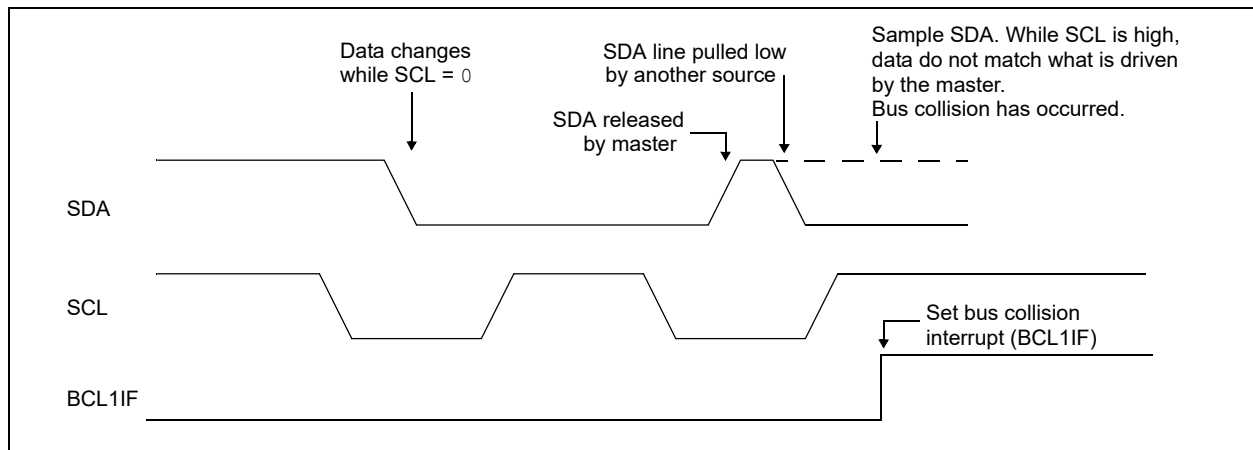 Data changes
while SCL = 0
SDA line pulled low
by another source
Sample SDA. While SCL is high,
data do not match what is driven
by the master.
Bus collision has occurred.
SDA released
by master
SDA
SCL
Set bus collision
interrupt (BCL1IF)
BCL1IF